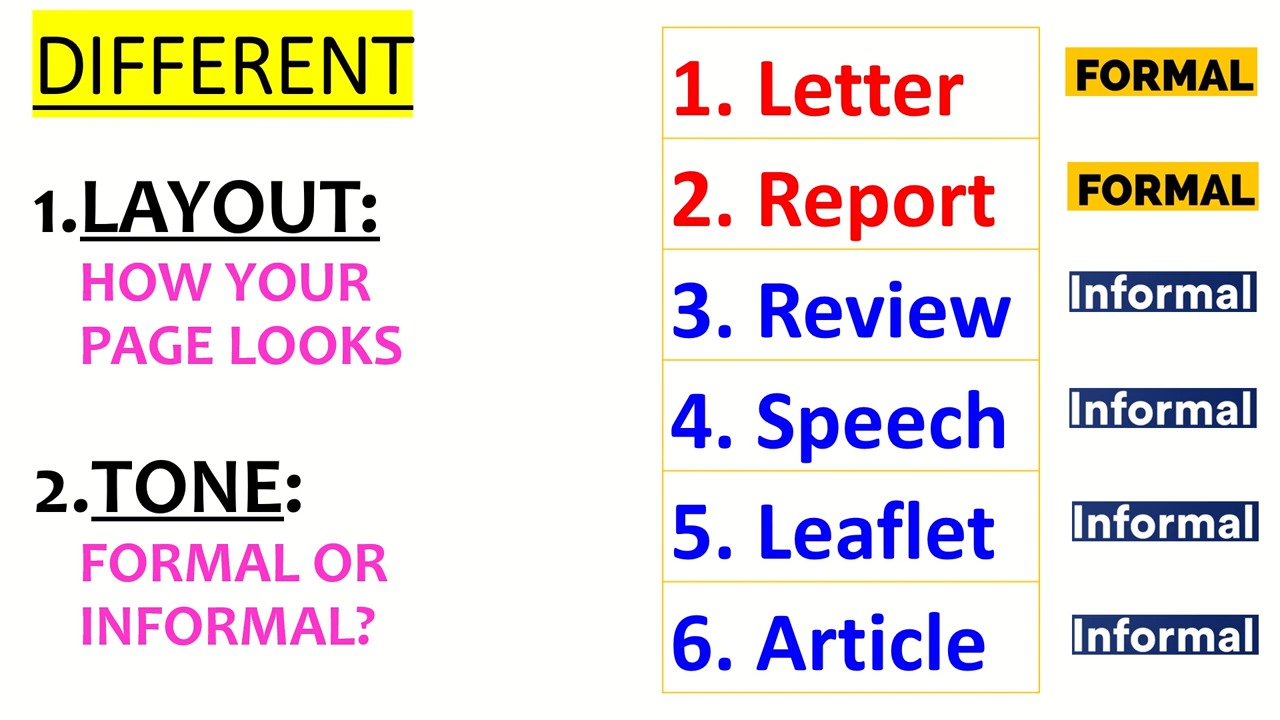 DIFFERENT
1.LAYOUT:
HOW YOUR
PAGE LOOKS
2.TONE:
FORMAL OR
INFORMAL?
1. Letter FORMAL
2. Report FORMAL
3. Review Informal
4. Speech Informal
5. Leaflet Informal
6. Article Informal